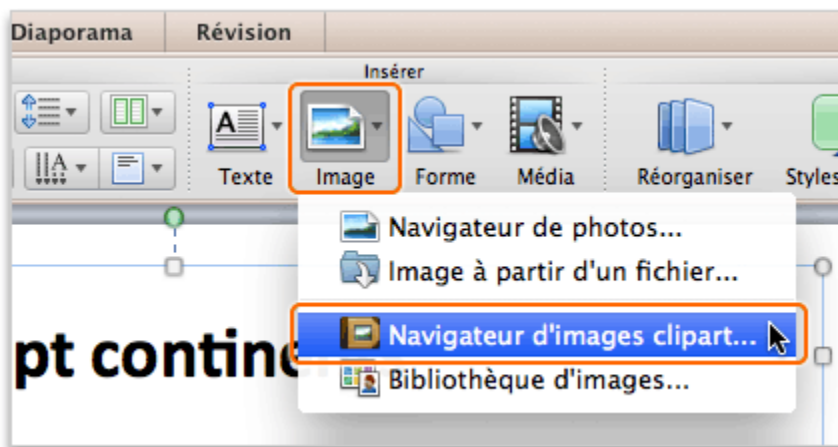 Diaporama Révision
Insérer
Texte Image Forme Média Réorganiser Styles
Navigateur de photos...
Image à partir d'un fichier...
Navigateur d'images clipart...
pt contine
Bibliothèque d'images...